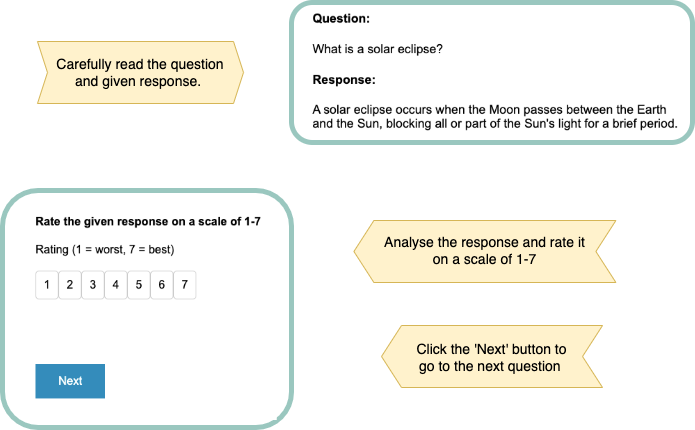 Carefully read the question
and given response.
Question:
What is a solar eclipse?
Response:
A solar eclipse occurs when the Moon passes between the Earth
and the Sun, blocking all or part of the Sun's light for a brief period.
Rate the given response on a scale of 1-7
Rating (1 = worst, 7 = best)
1 2 3 4 5 6 7
Next
Analyse the response and rate it
on a scale of 1-7
Click the 'Next' button to
go to the next question